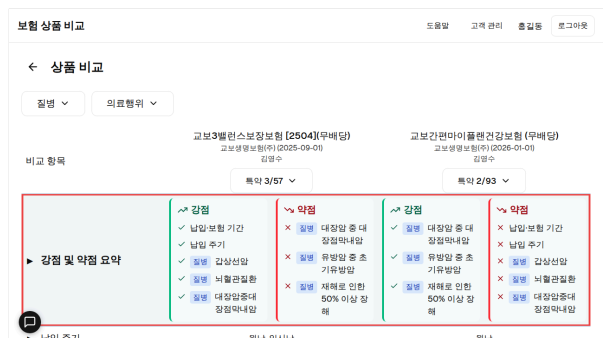 보험 상품 비교
도움말
고객 관리
홍길동
로그아웃
상품 비교
질병
의료행위
비교 항목
교보3밸런스보장보험 [2504](무배당)
교보생명보험(주) (2025-09-01)
김영수
특약 3/57
교보간편마이플랜건강보험 (무배당)
교보생명보험(주) (2026-01-01)
김영수
특약 2/93
강점 및 약점 요약
강점
납입·보험 기간
납입 주기
질병 갑상선암
질병 뇌혈관질환
질병 대장암중대
장점막내암
약점
질병 대장암 중 대
장점막내암
질병 유방암 중 초
기유방암
질병 재해로 인한
50% 이상 장
해
강점
질병 대장암 중 대
장점막내암
질병 유방암 중 초
기유방암
질병 재해로 인한
50% 이상 장
해
약점
납입·보험 기간
납입 주기
질병 갑상선암
질병 뇌혈관질환
질병 대장암중대
장점막내암
납입 주기